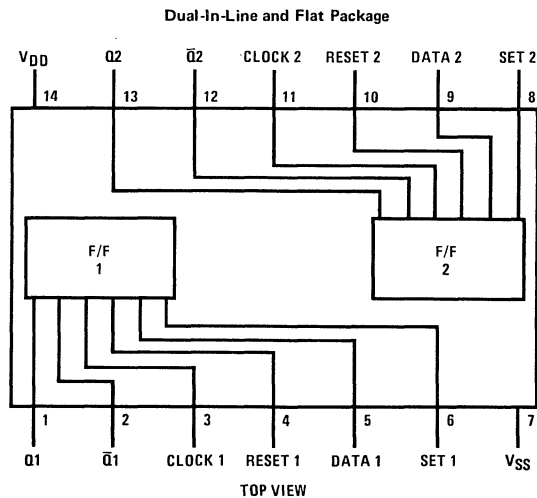 Dual-In-Line and Flat Package
VDD Q2 Q̅2 CLOCK 2 RESET 2 DATA 2 SET 2
14 13 12 11 10 9 8
F/F
1
F/F
2
1 2 3 4 5 6 7
Q1 Q̅1 CLOCK 1 RESET 1 DATA 1 SET 1 VSS
TOP VIEW